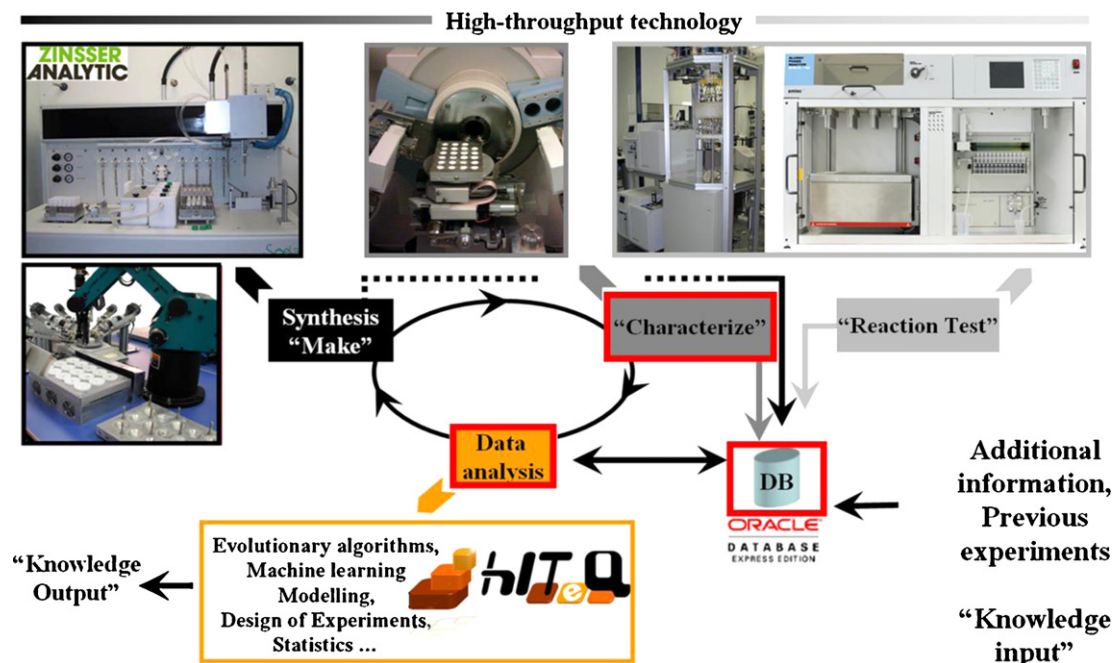 High-throughput technology
ZINSSER
ANALYTIC
Synthesis
“Make”
“Characterize”
“Reaction Test”
Data
analysis
DB
ORACLE
DATABASE
EXPRESS EDITION
Additional
information,
Previous
experiments
“Knowledge
input”
“Knowledge
Output”
Evolutionary algorithms,
Machine learning
Modelling,
Design of Experiments,
Statistics ...
hITeQ